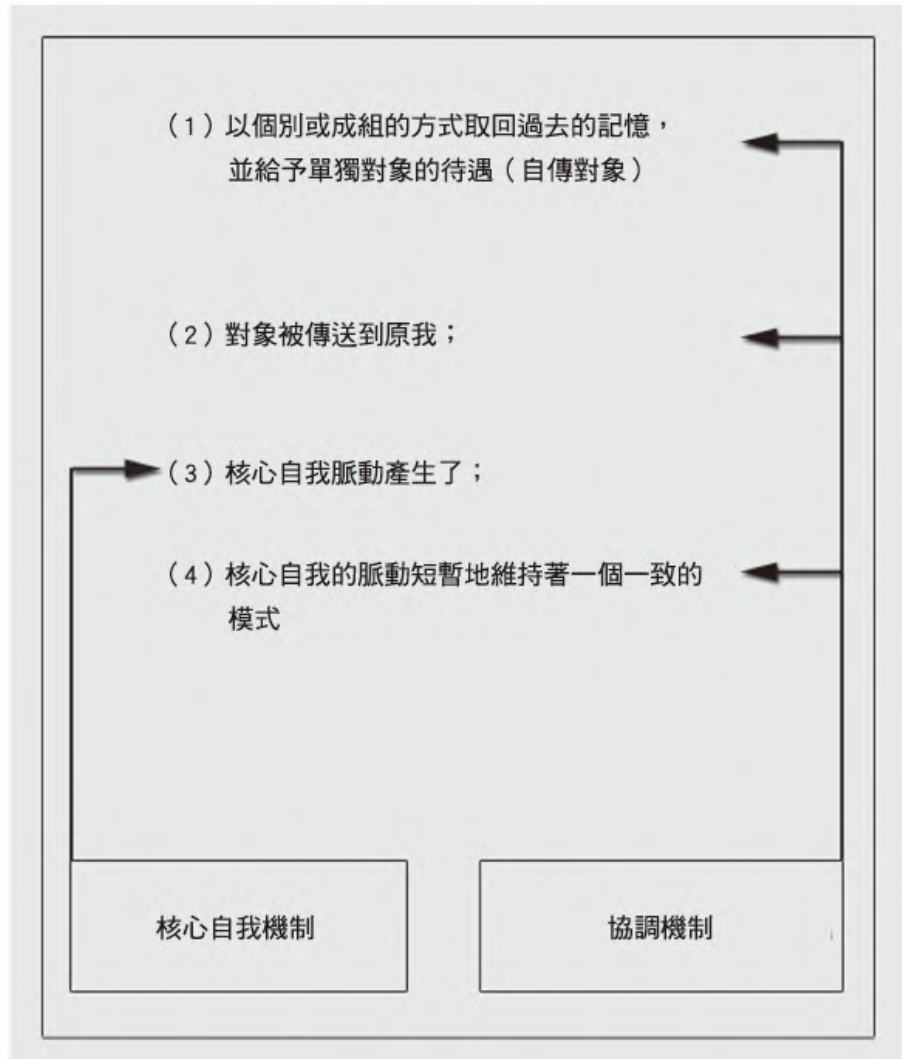 （1）以個別或成組的方式取回過去的記憶，
並給予單獨對象的待遇（自傳對象）
（2）對象被傳送到原我；
（3）核心自我脈動產生了；
（4）核心自我的脈動短暫地維持著一個一致的
模式
核心自我機制
協調機制